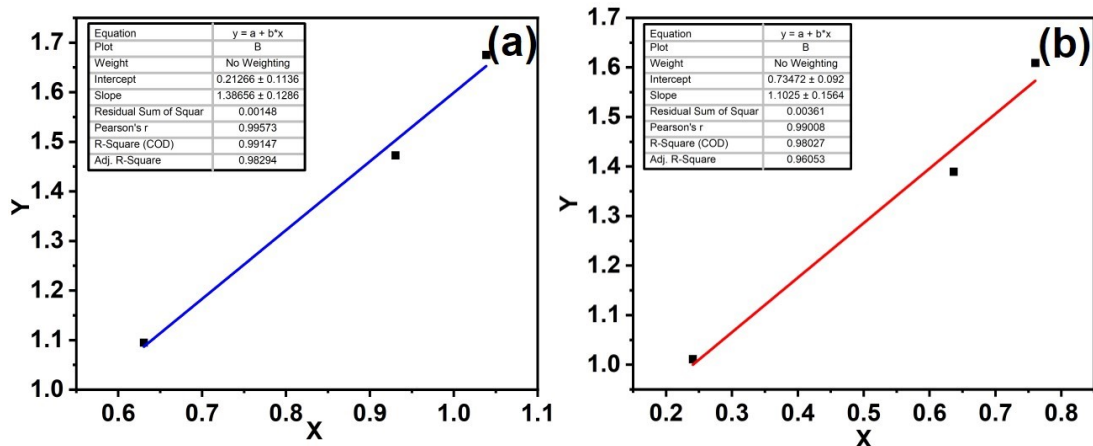 (a)
Equation y = a + b*x
Plot B
Weight No Weighting
Intercept 0.21266 ± 0.1136
Slope 1.38656 ± 0.1286
Residual Sum of Squar 0.00148
Pearson's r 0.99573
R-Square (COD) 0.99147
Adj. R-Square 0.98294
1.7
1.6
1.5
1.4
1.3
1.2
1.1
1.0
Y
0.6 0.7 0.8 0.9 1.0 1.1
X
(b)
Equation y = a + b*x
Plot B
Weight No Weighting
Intercept 0.73472 ± 0.092
Slope 1.1025 ± 0.1564
Residual Sum of Squar 0.00361
Pearson's r 0.99008
R-Square (COD) 0.98027
Adj. R-Square 0.96053
1.7
1.6
1.5
1.4
1.3
1.2
1.1
1.0
Y
0.2 0.3 0.4 0.5 0.6 0.7 0.8
X